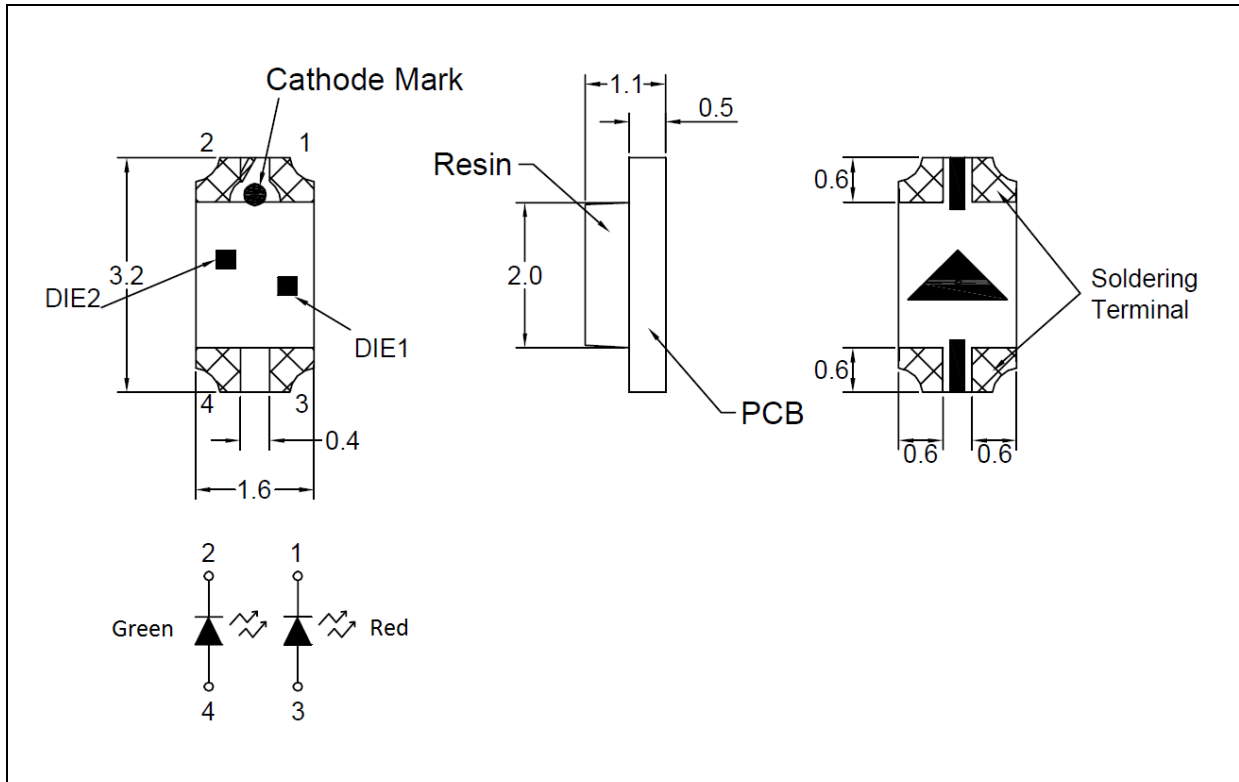 Cathode Mark
2
1
3.2
DIE2
DIE1
4
3
0.4
1.6
1.1
0.5
Resin
2.0
PCB
0.6
0.6
Soldering
Terminal
0.6
0.6
2
1
Green
Red
4
3